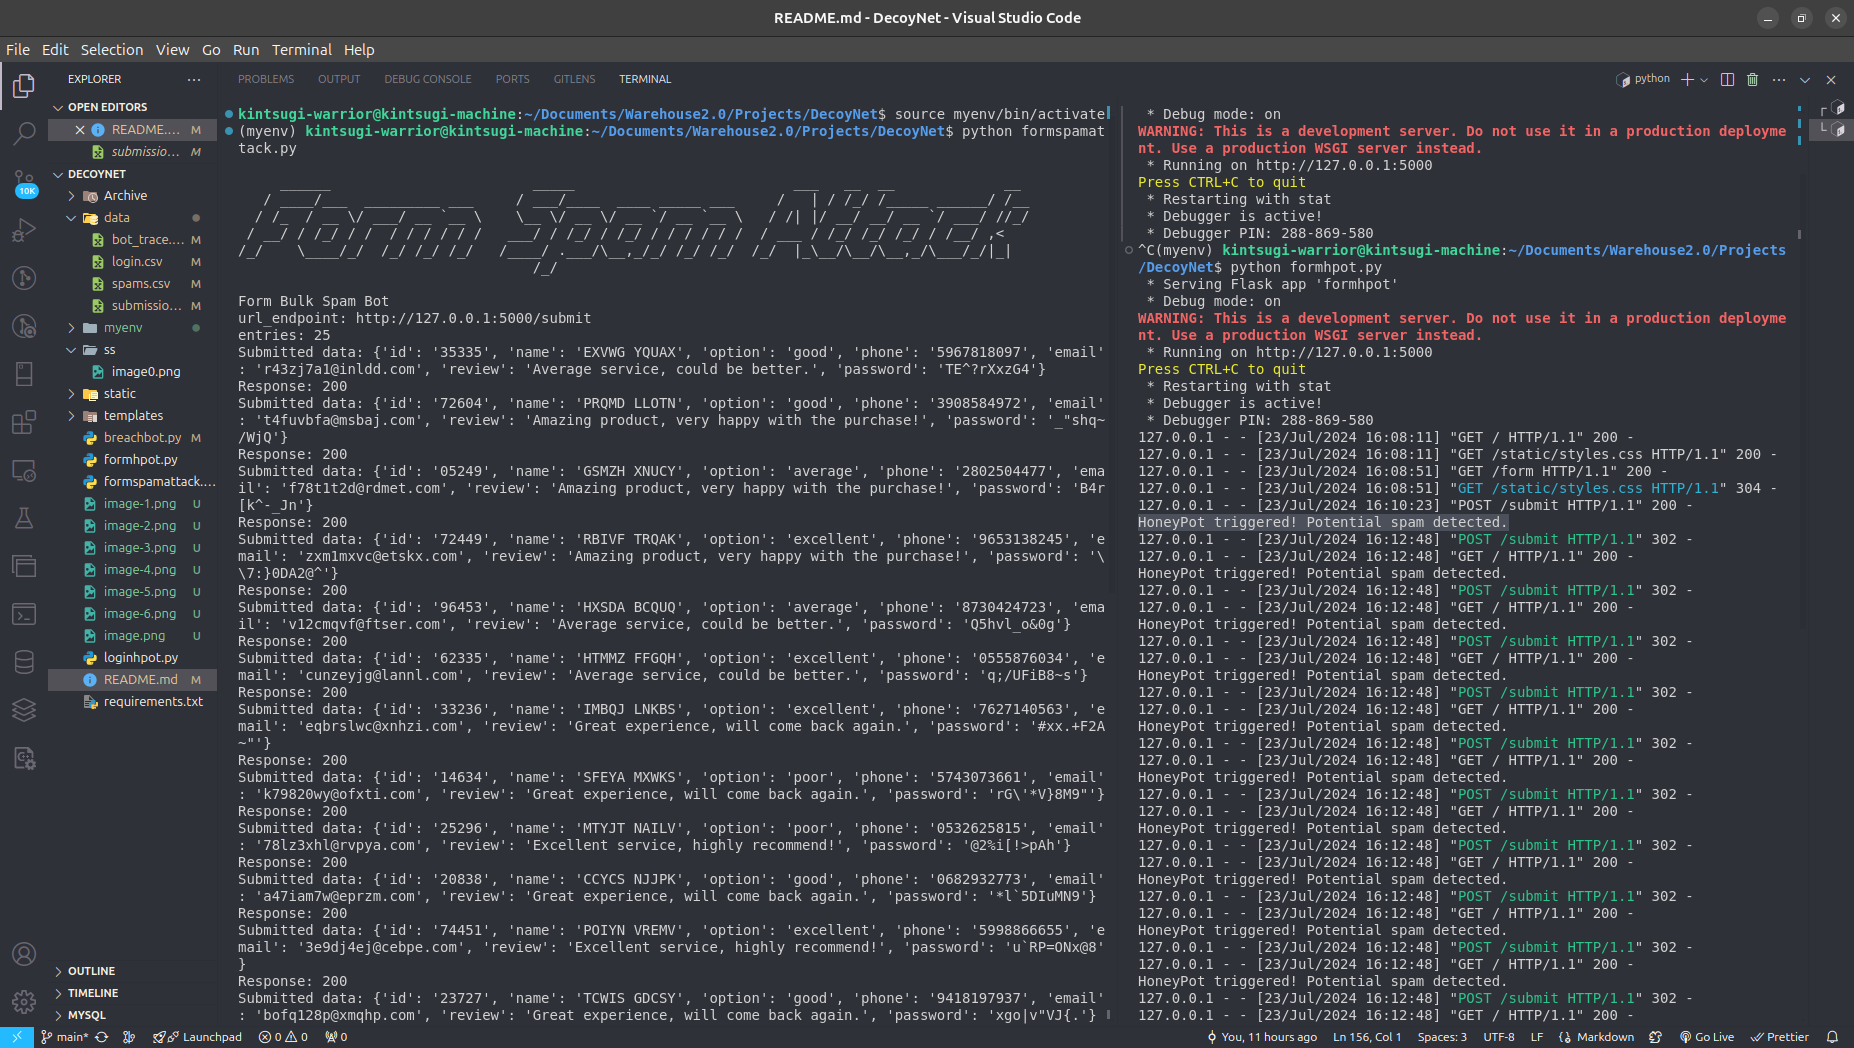 README.md - DecoyNet - Visual Studio Code
File Edit Selection View Go Run Terminal Help
EXPLORER
OPEN EDITORS
README.... M
submissio... M
DECOYNET
Archive
data
bot_trace.... M
login.csv M
spams.csv M
submissio... M
myenv
ss
image0.png
static
templates
breachbot.py M
formhpot.py
formspamattack....
image-1.png U
image-2.png U
image-3.png U
image-4.png U
image-5.png U
image-6.png U
image.png U
loginhpot.py
README.md M
requirements.txt
OUTLINE
TIMELINE
MYSQL
10K
PROBLEMS OUTPUT DEBUG CONSOLE PORTS GITLENS TERMINAL
python
kintsugi-warrior@kintsugi-machine:~/Documents/Warehouse2.0/Projects/DecoyNet$ source myenv/bin/activate
(myenv) kintsugi-warrior@kintsugi-machine:~/Documents/Warehouse2.0/Projects/DecoyNet$ python formspamat
tack.py
Form Spam Attack
Form Bulk Spam Bot
url_endpoint: http://127.0.0.1:5000/submit
entries: 25
Submitted data: {'id': '35335', 'name': 'EXVWG YQUAX', 'option': 'good', 'phone': '5967818097', 'email'
: 'r43zj7a1@inldd.com', 'review': 'Average service, could be better.', 'password': 'TE^?rXxzG4'}
Response: 200
Submitted data: {'id': '72604', 'name': 'PRQMD LLOTN', 'option': 'good', 'phone': '3908584972', 'email'
: 't4fuvbfa@msbaj.com', 'review': 'Amazing product, very happy with the purchase!', 'password': '_"shq~
/WjQ'}
Response: 200
Submitted data: {'id': '05249', 'name': 'GSMZH XNUCY', 'option': 'average', 'phone': '2802504477', 'ema
il': 'f78t1t2d@rdmet.com', 'review': 'Amazing product, very happy with the purchase!', 'password': 'B4r
[k^-_Jn'}
Response: 200
Submitted data: {'id': '72449', 'name': 'RBIVF TRQAK', 'option': 'excellent', 'phone': '9653138245', 'e
mail': 'zxm1mxvc@etskx.com', 'review': 'Amazing product, very happy with the purchase!', 'password': '\
\7:}0DA2@^'}
Response: 200
Submitted data: {'id': '96453', 'name': 'HXSDA BCQUQ', 'option': 'average', 'phone': '8730424723', 'ema
il': 'v12cmqvf@ftser.com', 'review': 'Average service, could be better.', 'password': 'Q5hvl_o&0g'}
Response: 200
Submitted data: {'id': '62335', 'name': 'HTMMZ FFGQH', 'option': 'excellent', 'phone': '0555876034', 'e
mail': 'cunzeyjg@lannl.com', 'review': 'Average service, could be better.', 'password': 'q;/UFiB8~s'}
Response: 200
Submitted data: {'id': '33236', 'name': 'IMBQJ LNKBS', 'option': 'excellent', 'phone': '7627140563', 'e
mail': 'eqbrslwc@xnhzi.com', 'review': 'Great experience, will come back again.', 'password': '#xx.+F2A
~"'}
Response: 200
Submitted data: {'id': '14634', 'name': 'SFEYA MXWKS', 'option': 'poor', 'phone': '5743073661', 'email'
: 'k79820wy@ofxti.com', 'review': 'Great experience, will come back again.', 'password': 'rG\'*V}8M9"'}
Response: 200
Submitted data: {'id': '25296', 'name': 'MTYJT NAILV', 'option': 'poor', 'phone': '0532625815', 'email'
: '78lz3xhl@rvpya.com', 'review': 'Excellent service, highly recommend!', 'password': '@2%i[!>pAh'}
Response: 200
Submitted data: {'id': '20838', 'name': 'CCYCS NJJPK', 'option': 'good', 'phone': '0682932773', 'email'
: 'a47iam7w@eprzm.com', 'review': 'Great experience, will come back again.', 'password': '*l`5DIuMN9'}
Response: 200
Submitted data: {'id': '74451', 'name': 'POIYN VREMV', 'option': 'excellent', 'phone': '5998866655', 'e
mail': '3e9dj4ej@cebpe.com', 'review': 'Excellent service, highly recommend!', 'password': 'u`RP=ONx@8'
}
Response: 200
Submitted data: {'id': '23727', 'name': 'TCWIS GDCSY', 'option': 'good', 'phone': '9418197937', 'email'
: 'bofq128p@xmqhp.com', 'review': 'Great experience, will come back again.', 'password': 'xgo|v"VJ{.'}
* Debug mode: on
WARNING: This is a development server. Do not use it in a production deployme
nt. Use a production WSGI server instead.
* Running on http://127.0.0.1:5000
Press CTRL+C to quit
* Restarting with stat
* Debugger is active!
* Debugger PIN: 288-869-580
^C(myenv) kintsugi-warrior@kintsugi-machine:~/Documents/Warehouse2.0/Projects
/DecoyNet$ python formhpot.py
* Serving Flask app 'formhpot'
* Debug mode: on
WARNING: This is a development server. Do not use it in a production deployme
nt. Use a production WSGI server instead.
* Running on http://127.0.0.1:5000
Press CTRL+C to quit
* Restarting with stat
* Debugger is active!
* Debugger PIN: 288-869-580
127.0.0.1 - - [23/Jul/2024 16:08:11] "GET / HTTP/1.1" 200 -
127.0.0.1 - - [23/Jul/2024 16:08:11] "GET /static/styles.css HTTP/1.1" 200 -
127.0.0.1 - - [23/Jul/2024 16:08:51] "GET /form HTTP/1.1" 200 -
127.0.0.1 - - [23/Jul/2024 16:08:51] "GET /static/styles.css HTTP/1.1" 304 -
127.0.0.1 - - [23/Jul/2024 16:10:23] "POST /submit HTTP/1.1" 200 -
HoneyPot triggered! Potential spam detected.
127.0.0.1 - - [23/Jul/2024 16:12:48] "POST /submit HTTP/1.1" 302 -
127.0.0.1 - - [23/Jul/2024 16:12:48] "GET / HTTP/1.1" 200 -
HoneyPot triggered! Potential spam detected.
127.0.0.1 - - [23/Jul/2024 16:12:48] "POST /submit HTTP/1.1" 302 -
127.0.0.1 - - [23/Jul/2024 16:12:48] "GET / HTTP/1.1" 200 -
HoneyPot triggered! Potential spam detected.
127.0.0.1 - - [23/Jul/2024 16:12:48] "POST /submit HTTP/1.1" 302 -
127.0.0.1 - - [23/Jul/2024 16:12:48] "GET / HTTP/1.1" 200 -
HoneyPot triggered! Potential spam detected.
127.0.0.1 - - [23/Jul/2024 16:12:48] "POST /submit HTTP/1.1" 302 -
127.0.0.1 - - [23/Jul/2024 16:12:48] "GET / HTTP/1.1" 200 -
HoneyPot triggered! Potential spam detected.
127.0.0.1 - - [23/Jul/2024 16:12:48] "POST /submit HTTP/1.1" 302 -
127.0.0.1 - - [23/Jul/2024 16:12:48] "GET / HTTP/1.1" 200 -
HoneyPot triggered! Potential spam detected.
127.0.0.1 - - [23/Jul/2024 16:12:48] "POST /submit HTTP/1.1" 302 -
127.0.0.1 - - [23/Jul/2024 16:12:48] "GET / HTTP/1.1" 200 -
HoneyPot triggered! Potential spam detected.
127.0.0.1 - - [23/Jul/2024 16:12:48] "POST /submit HTTP/1.1" 302 -
127.0.0.1 - - [23/Jul/2024 16:12:48] "GET / HTTP/1.1" 200 -
HoneyPot triggered! Potential spam detected.
127.0.0.1 - - [23/Jul/2024 16:12:48] "POST /submit HTTP/1.1" 302 -
127.0.0.1 - - [23/Jul/2024 16:12:48] "GET / HTTP/1.1" 200 -
HoneyPot triggered! Potential spam detected.
127.0.0.1 - - [23/Jul/2024 16:12:48] "POST /submit HTTP/1.1" 302 -
127.0.0.1 - - [23/Jul/2024 16:12:48] "GET / HTTP/1.1" 200 -
HoneyPot triggered! Potential spam detected.
127.0.0.1 - - [23/Jul/2024 16:12:48] "POST /submit HTTP/1.1" 302 -
127.0.0.1 - - [23/Jul/2024 16:12:48] "GET / HTTP/1.1" 200 -
main* Launchpad 0 0 0 You, 11 hours ago Ln 156, Col 1 Spaces: 3 UTF-8 LF Markdown Go Live Prettier